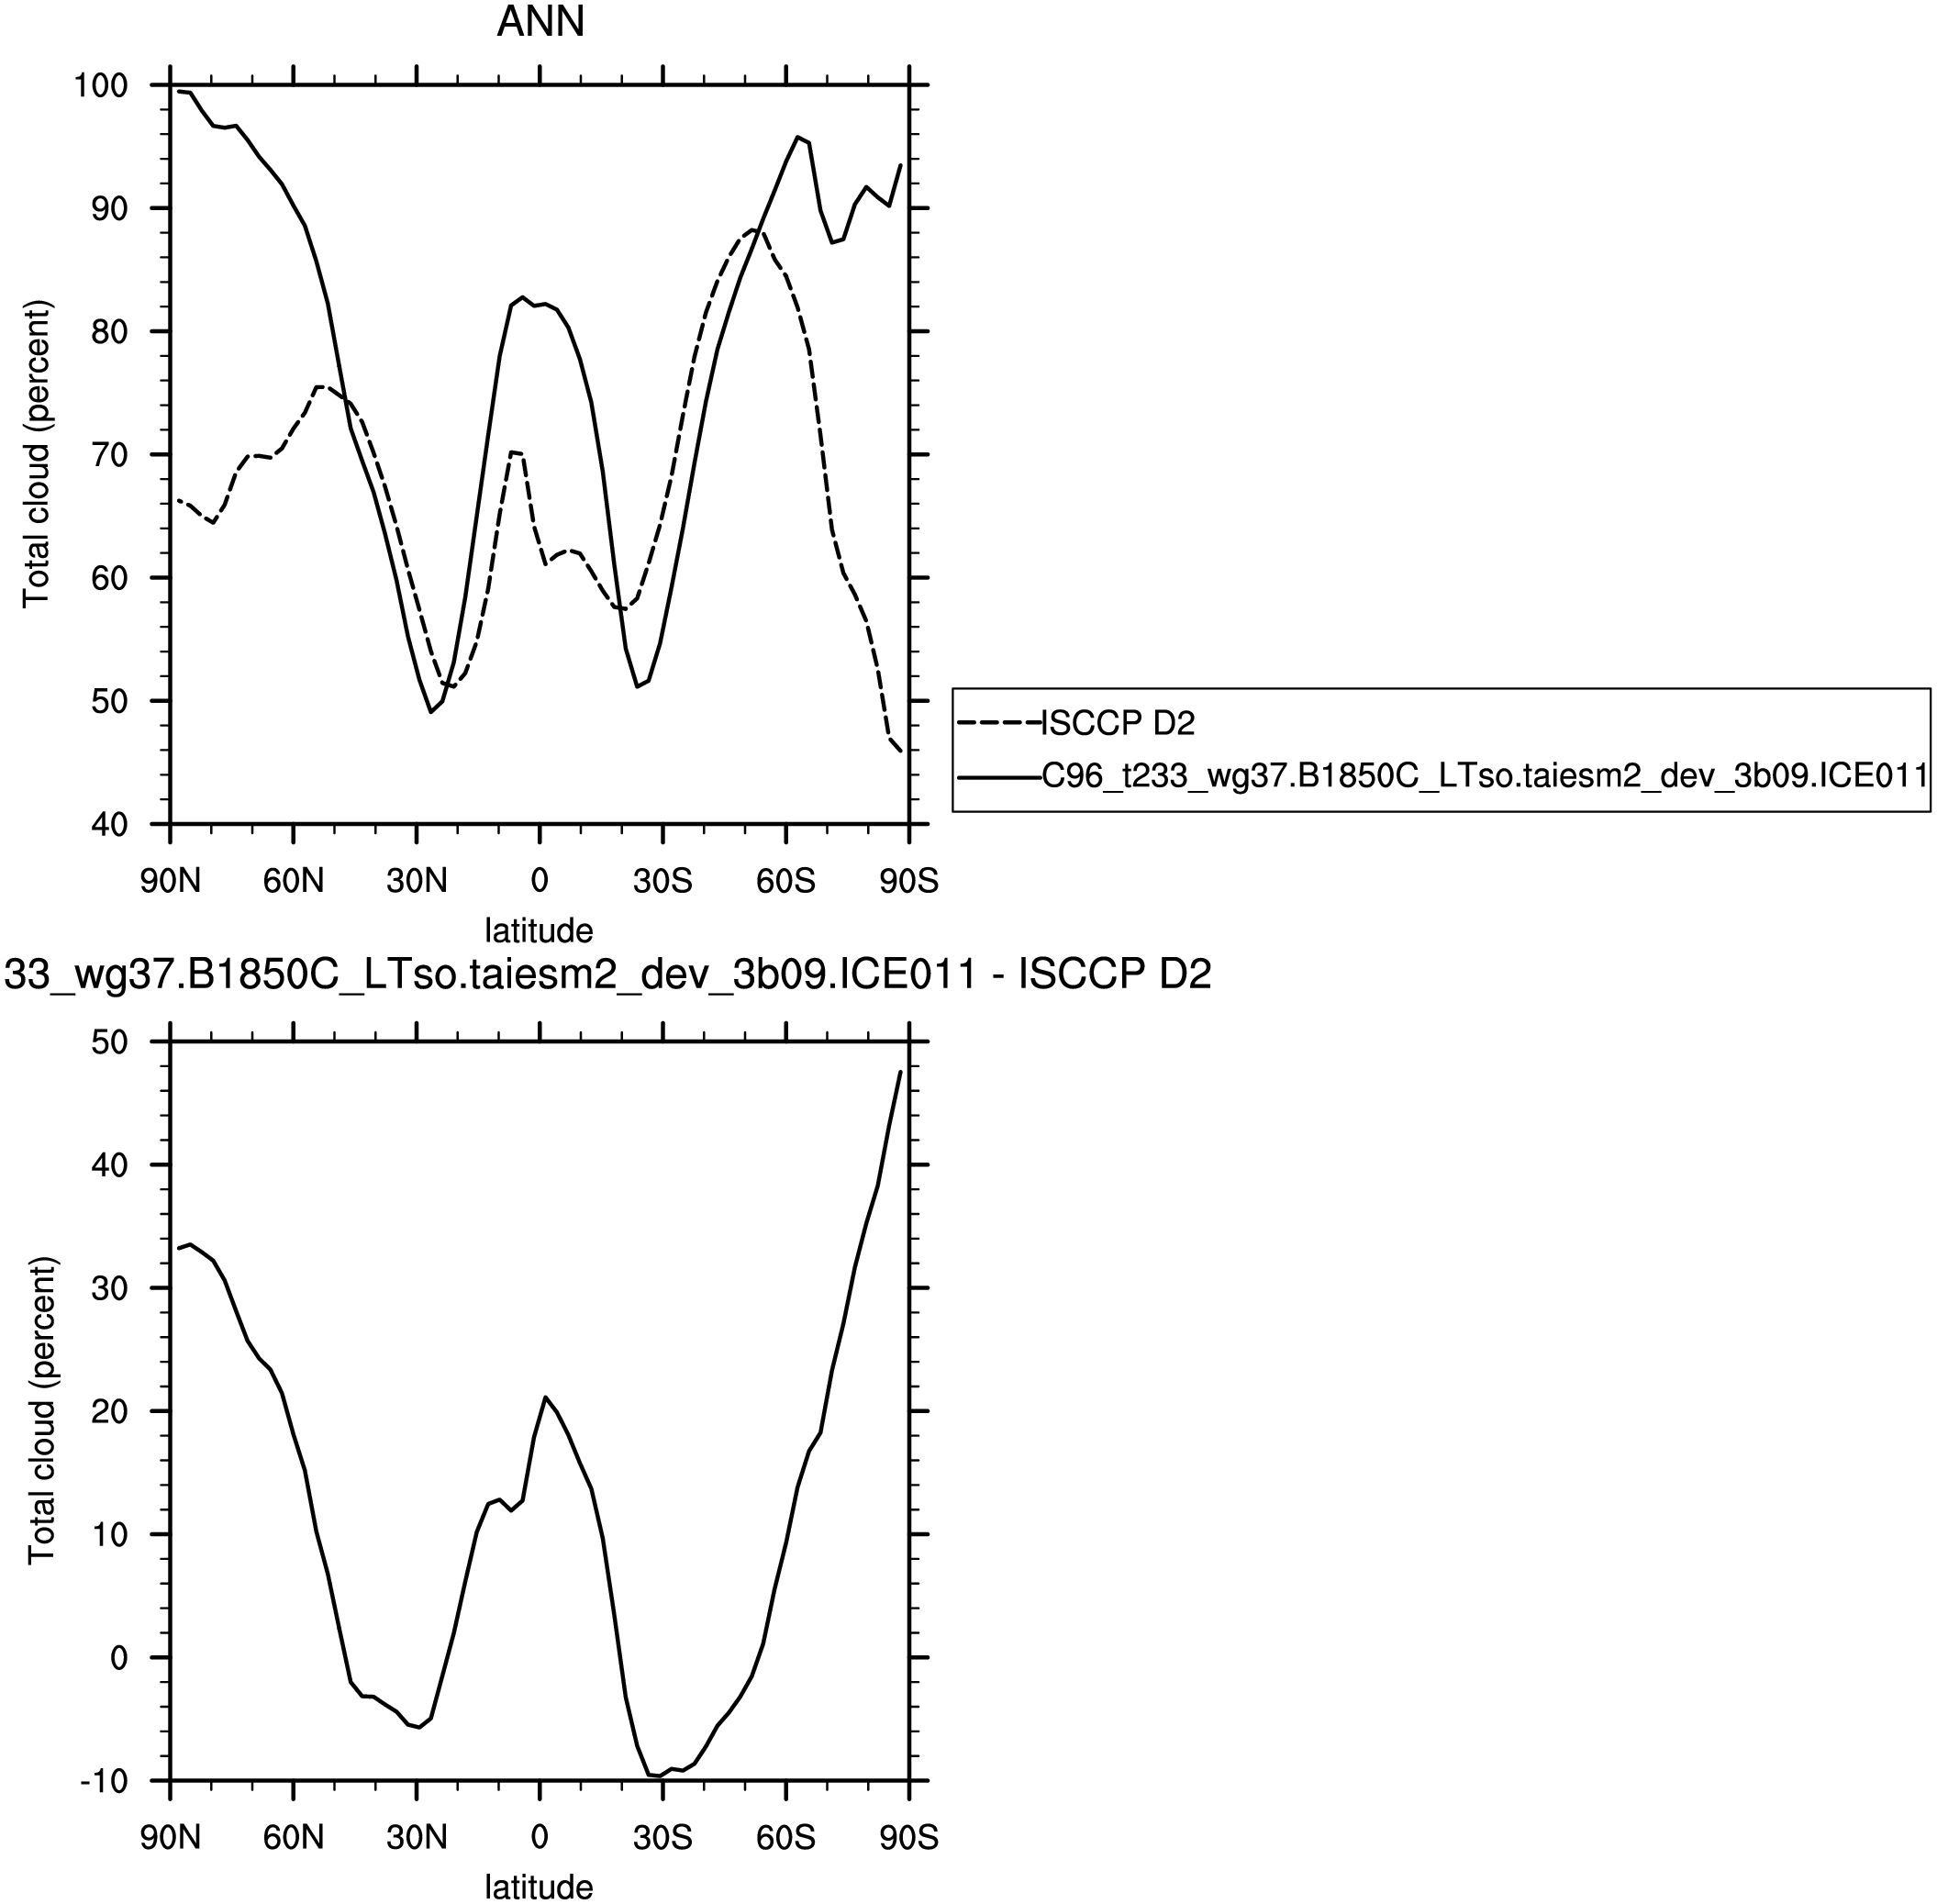 ANN
100
90
80
70
60
50
40
Total cloud (percent)
90N 60N 30N 0 30S 60S 90S
latitude
ISCCP D2
C96_t233_wg37.B1850C_LTso.taiesm2_dev_3b09.ICE011
33_wg37.B1850C_LTso.taiesm2_dev_3b09.ICE011 - ISCCP D2
50
40
30
20
10
0
-10
Total cloud (percent)
90N 60N 30N 0 30S 60S 90S
latitude